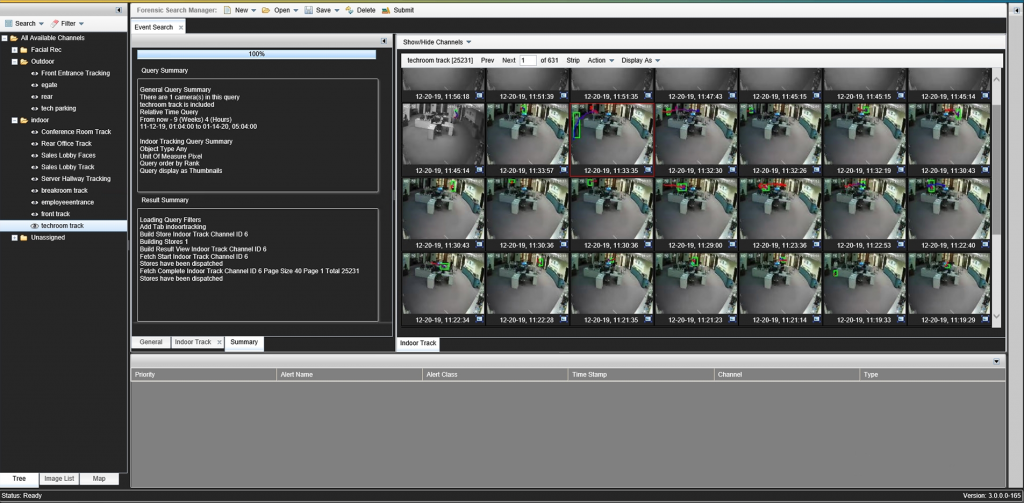 Forensic Search Manager: New Open Save Delete Submit
Search Filter
Event Search x
All Available Channels
Facial Rec
Outdoor
Front Entrance Tracking
egate
rear
tech parking
indoor
Conference Room Track
Rear Office Track
Sales Lobby Faces
Sales Lobby Track
Server Hallway Tracking
breakroom track
employeeentrance
front track
techroom track
Unassigned
100%
Query Summary
General Query Summary
There are 1 camera(s) in this query
techroom track is included
Relative Time Query
From now - 9 (Weeks) 4 (Hours)
11-12-19, 01:04:00 to 01-14-20, 05:04:00
Indoor Tracking Query Summary
Object Type Any
Unit Of Measure Pixel
Query order by Rank
Query display as Thumbnails
Result Summary
Loading Query Filters
Add Tab indoortracking
Build Store Indoor Track Channel ID 6
Building Stores 1
Build Result View Indoor Track Channel ID 6
Fetch Start Indoor Track Channel ID 6
Stores have been dispatched
Fetch Complete Indoor Track Channel ID 6 Page Size 40 Page 1 Total 25231
Stores have been dispatched
General Indoor Track x Summary
Show/Hide Channels
techroom track [25231] Prev Next 1 of 631 Strip Action Display As
12-20-19, 11:56:18 12-20-19, 11:51:39 12-20-19, 11:51:35 12-20-19, 11:47:43 12-20-19, 11:45:15 12-20-19, 11:45:15 12-20-19, 11:45:14
12-20-19, 11:45:14 12-20-19, 11:33:57 12-20-19, 11:33:35 12-20-19, 11:32:30 12-20-19, 11:32:26 12-20-19, 11:32:19 12-20-19, 11:30:43
12-20-19, 11:30:43 12-20-19, 11:30:36 12-20-19, 11:30:36 12-20-19, 11:29:00 12-20-19, 11:23:36 12-20-19, 11:22:53 12-20-19, 11:22:40
12-20-19, 11:22:34 12-20-19, 11:22:28 12-20-19, 11:21:35 12-20-19, 11:21:23 12-20-19, 11:21:14 12-20-19, 11:19:33 12-20-19, 11:19:29
Indoor Track
Priority Alert Name Alert Class Time Stamp Channel Type
Tree Image List Map
Status: Ready Version: 3.0.0.0-165